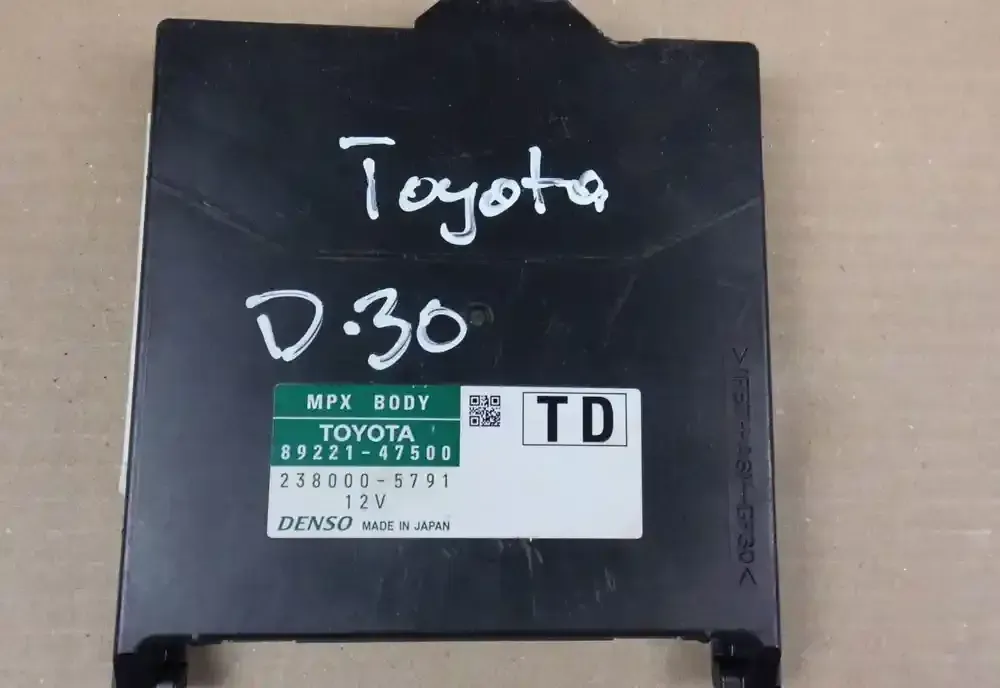 Toyota
D.30
MPX BODY
TOYOTA
89221-47500
238000-5791
12V
DENSO MADE IN JAPAN
TD